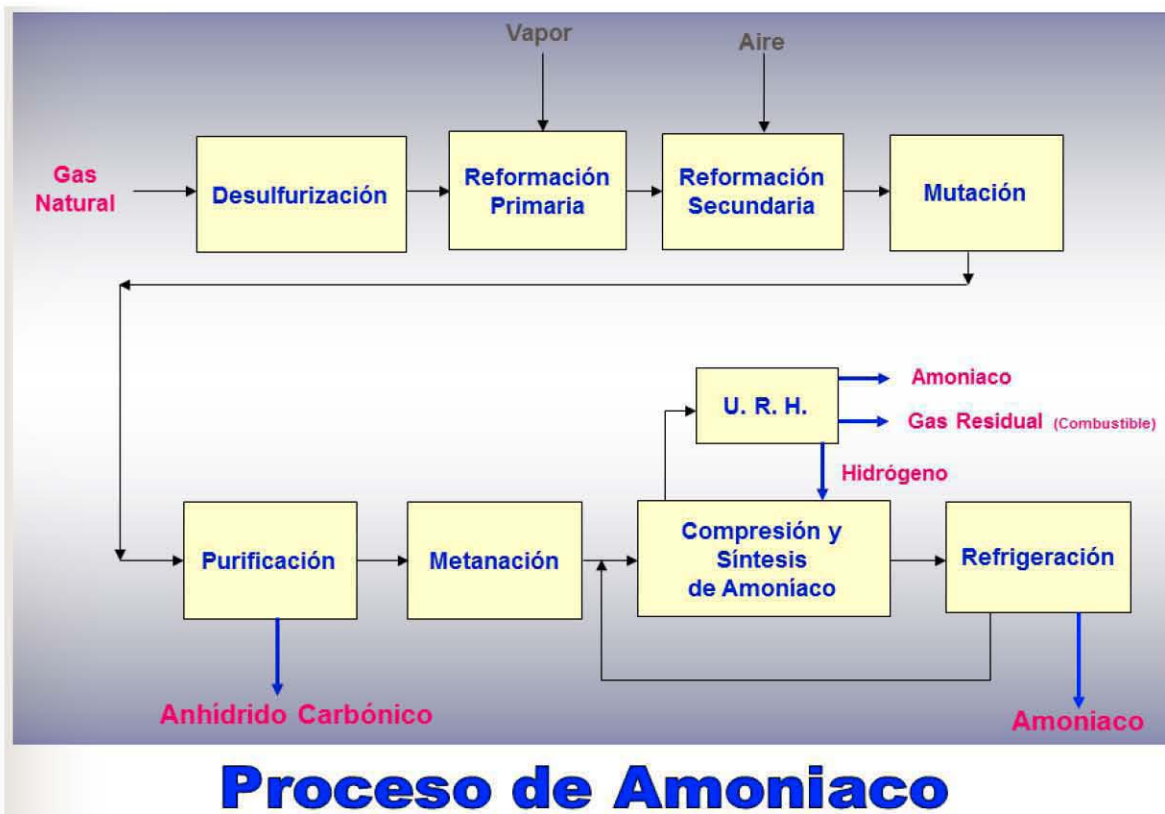 Vapor
Aire
Gas
Natural
Desulfurización
Reformación
Primaria
Reformación
Secundaria
Mutación
U. R. H.
Amoniaco
Gas Residual (Combustible)
Hidrógeno
Purificación
Metanación
Compresión y
Síntesis
de Amoníaco
Refrigeración
Anhídrido Carbónico
Amoniaco
Proceso de Amoniaco